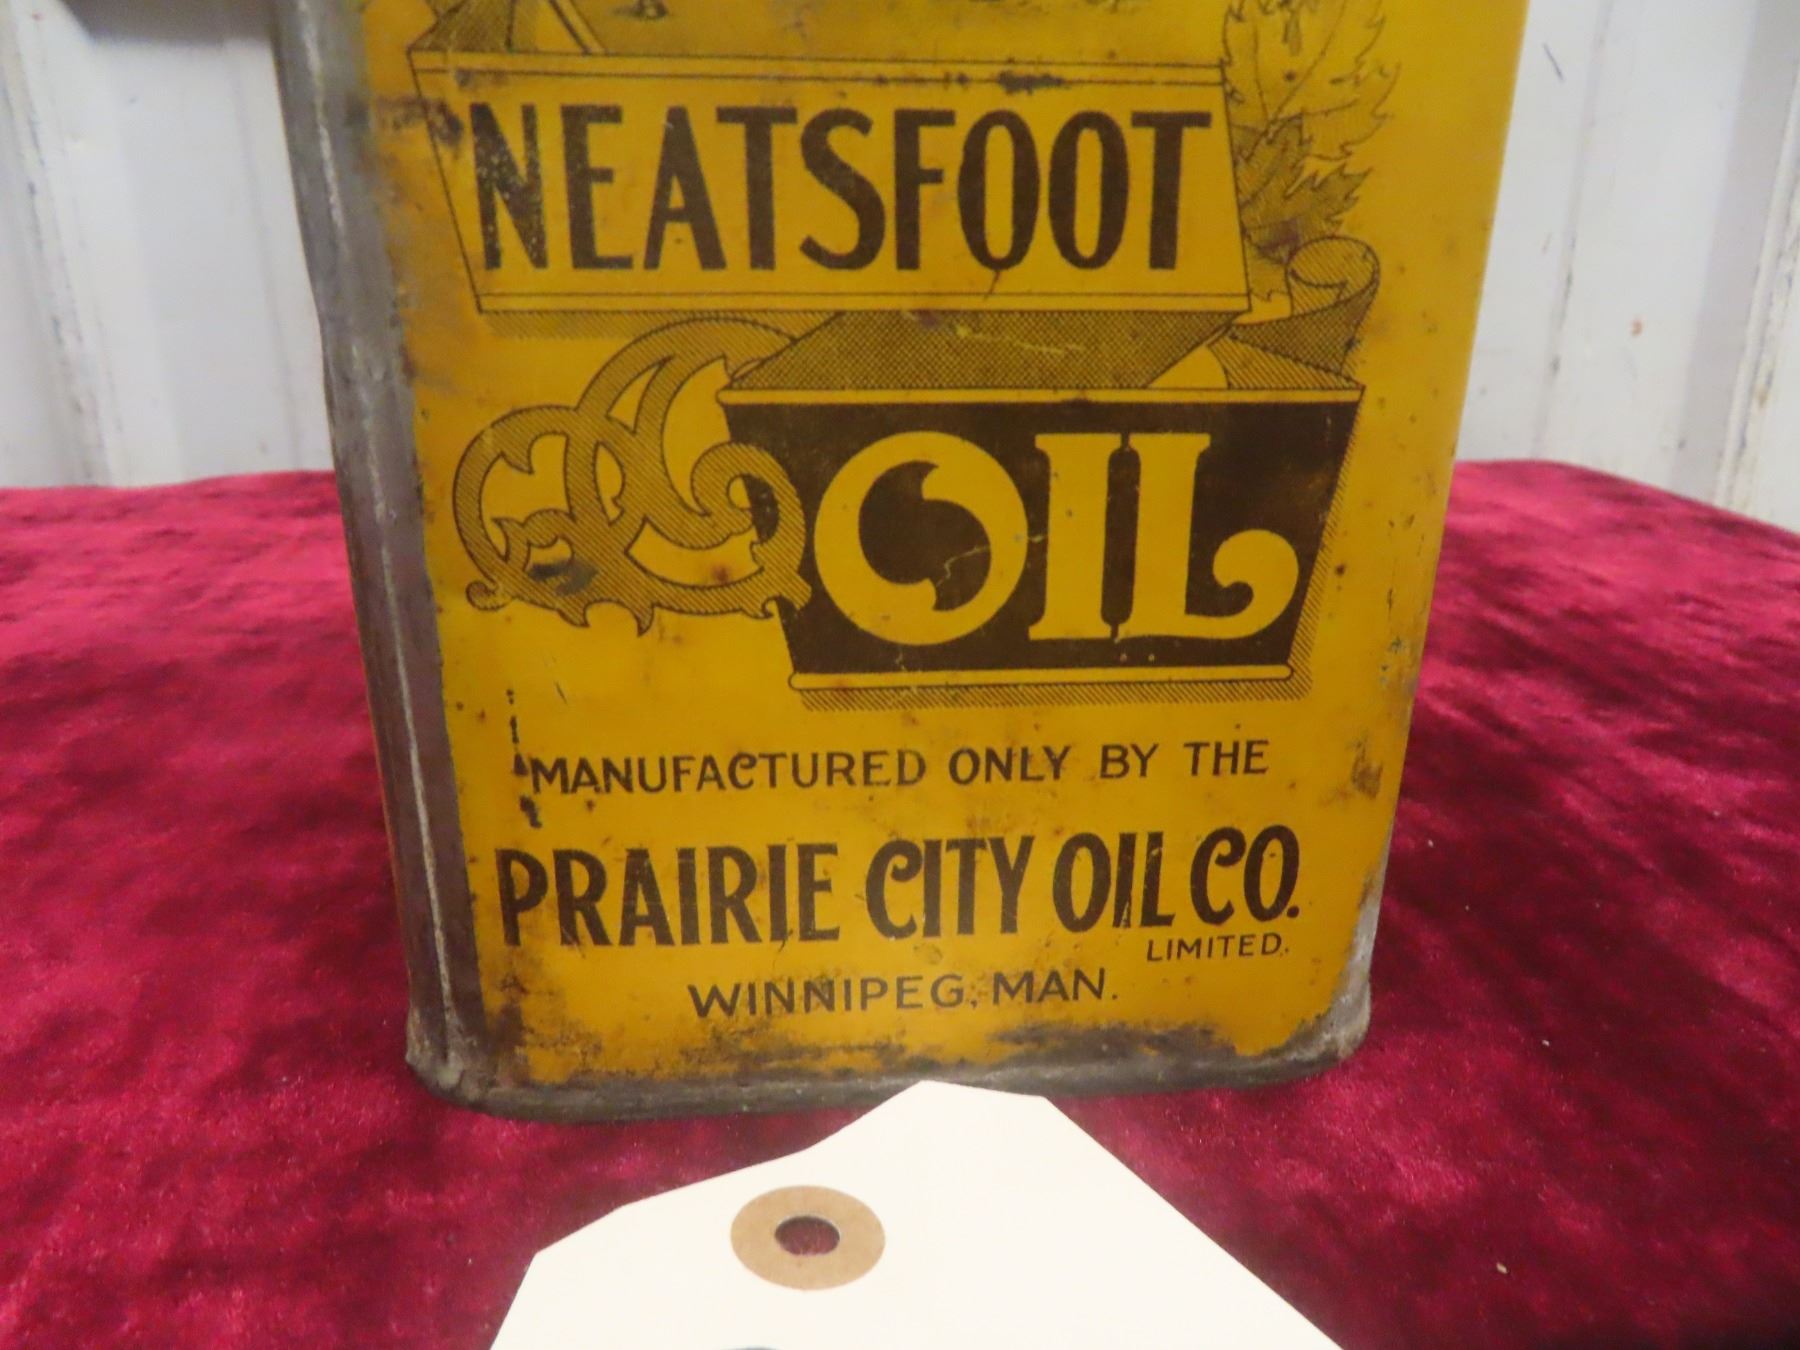 NEATSFOOT
OIL
MANUFACTURED ONLY BY THE
PRAIRIE CITY OIL CO.
LIMITED.
WINNIPEG, MAN.